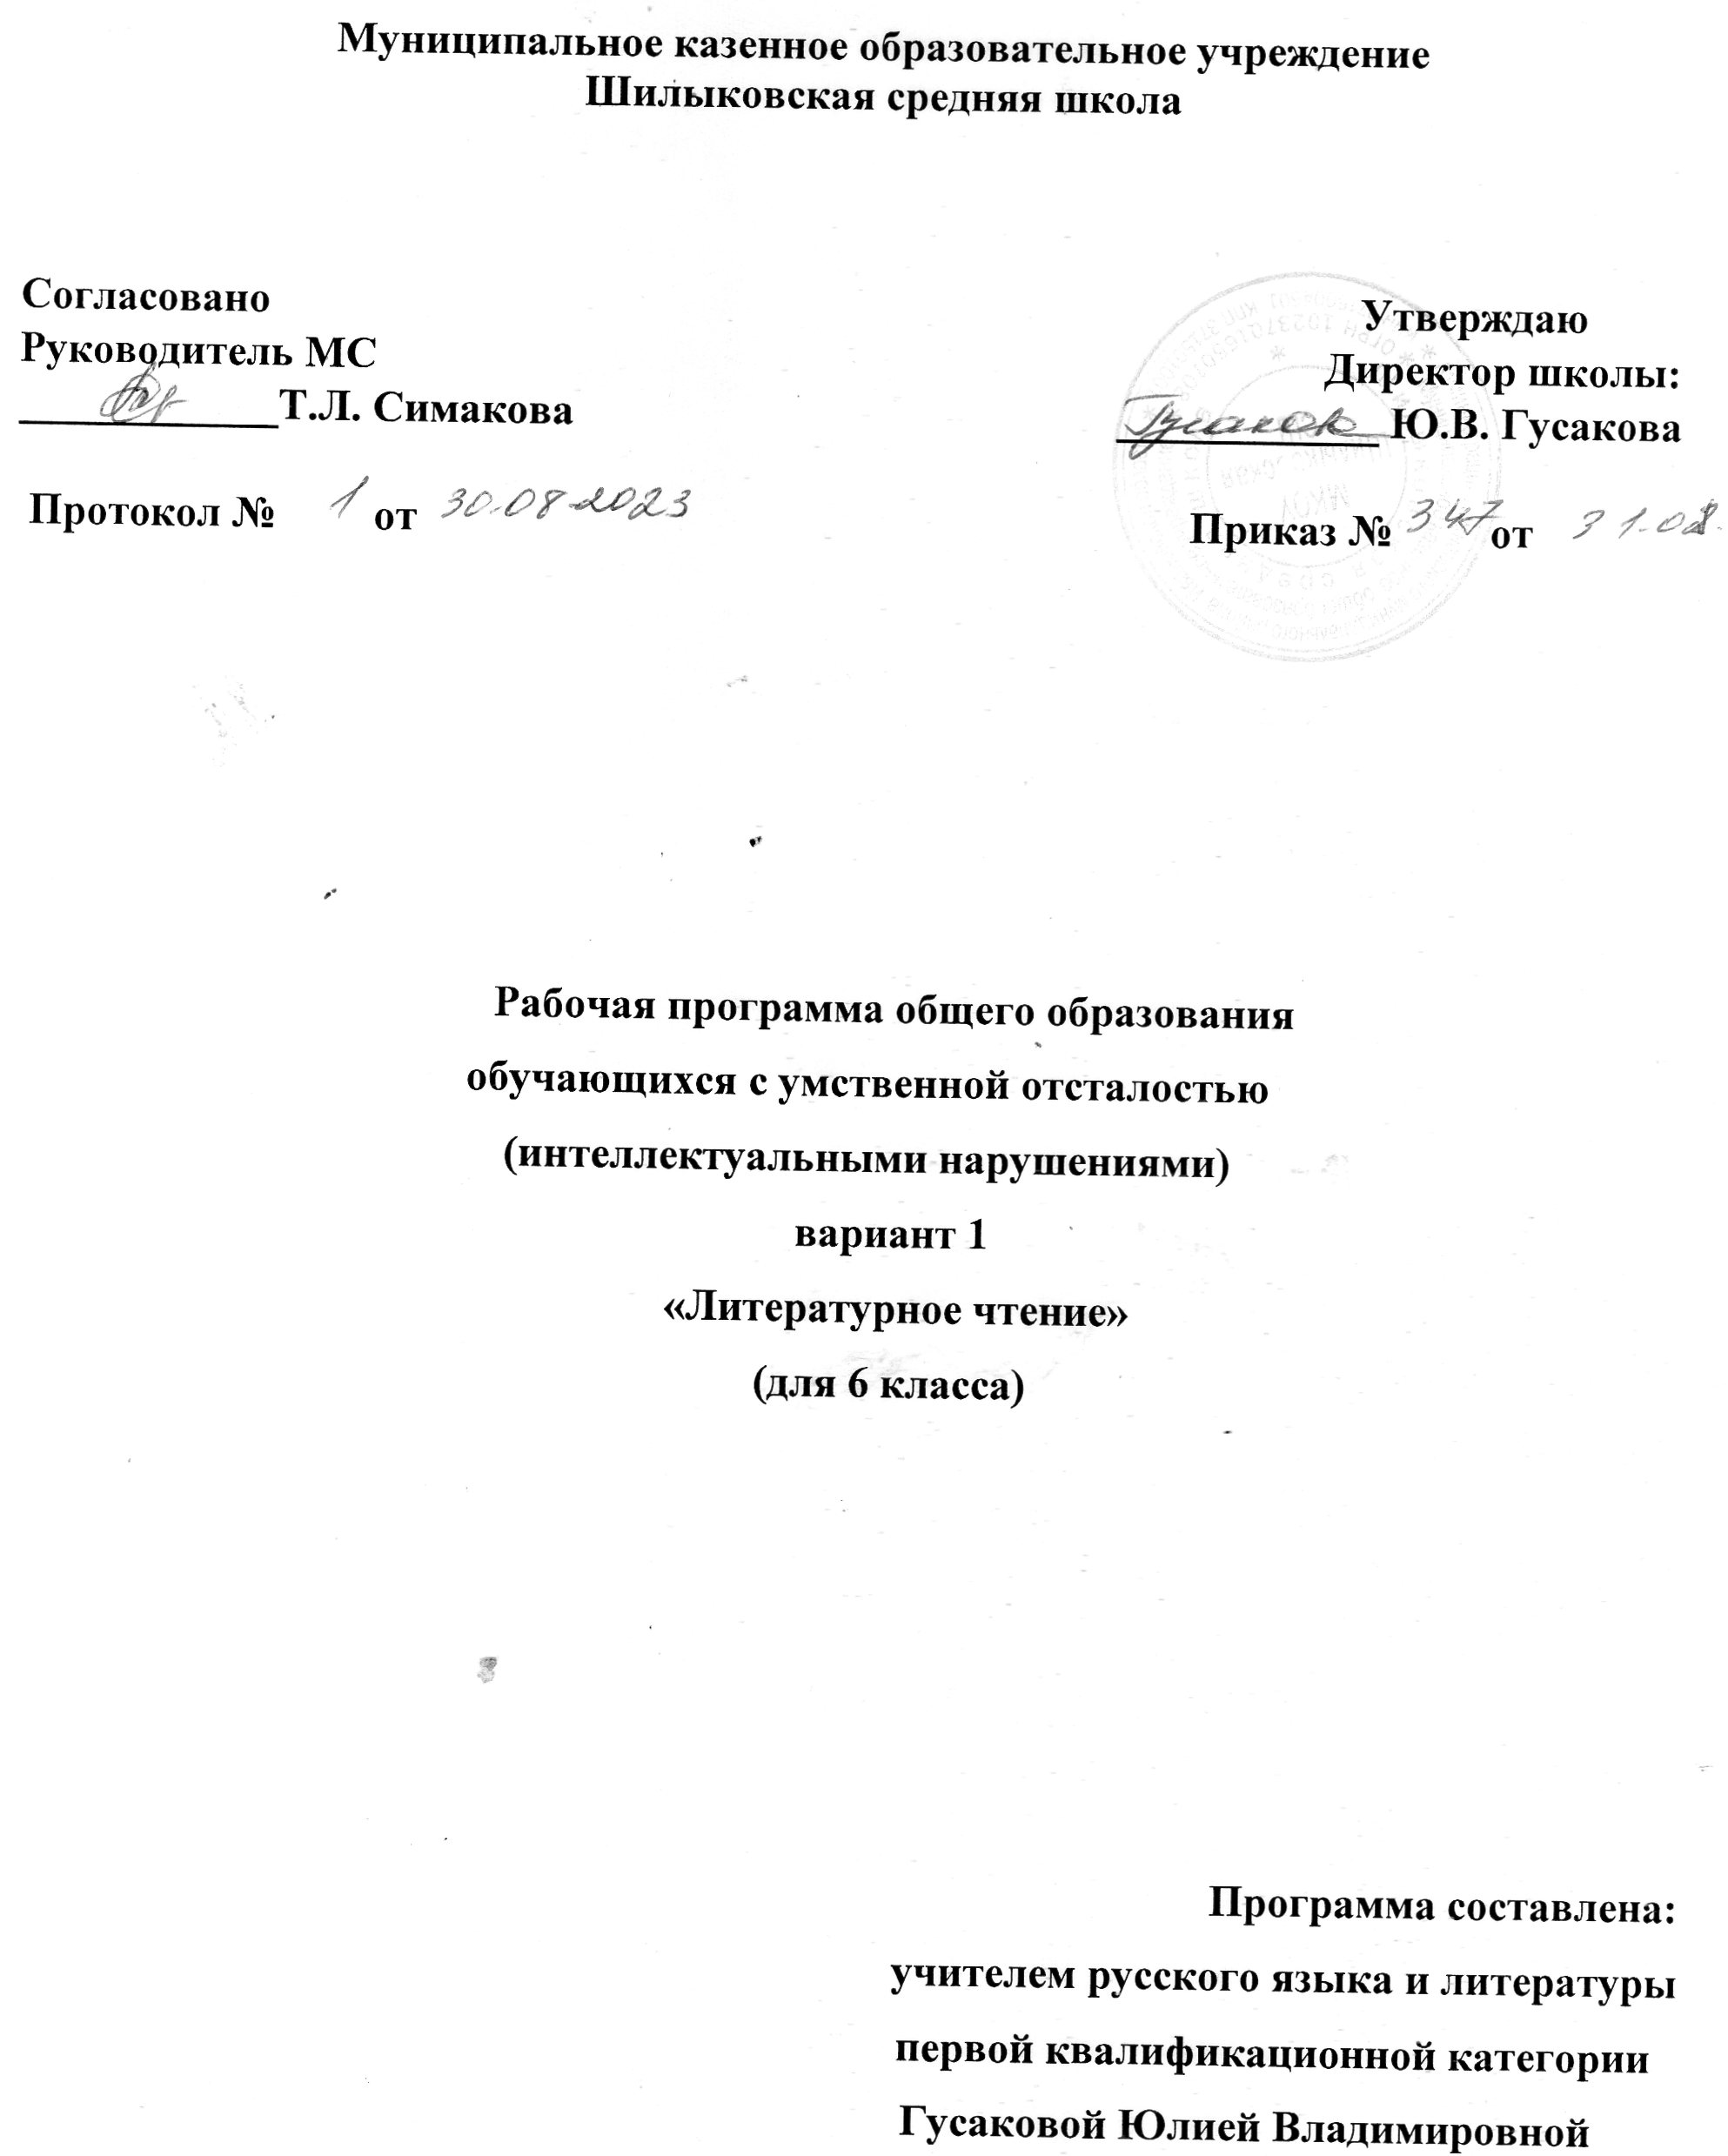 Муниципальное казенное образовательное учреждение
Шилыковская средняя школа
Согласовано
Руководитель МС
Т.Л. Симакова
Протокол № 1 от 30.08.2023
Утверждаю
Директор школы:
Ю.В. Гусакова
Приказ № 347 от 31.08.
Рабочая программа общего образования
обучающихся с умственной отсталостью
(интеллектуальными нарушениями)
вариант 1
«Литературное чтение»
(для 6 класса)
Программа составлена:
учителем русского языка и литературы
первой квалификационной категории
Гусаковой Юлией Владимировной